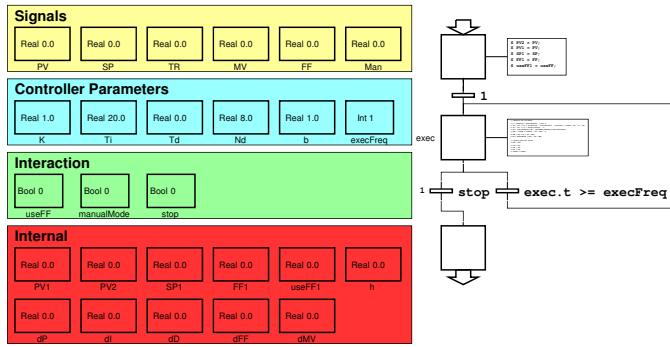 Signals
Real 0.0 Real 0.0 Real 0.0 Real 0.0 Real 0.0 Real 0.0
PV SP TR MV FF Man
Controller Parameters
Real 1.0 Real 20.0 Real 0.0 Real 8.0 Real 1.0 Int 1
K Ti Td Nd b execFreq
Interaction
Bool 0 Bool 0 Bool 0
useFF manualMode stop
Internal
Real 0.0 Real 0.0 Real 0.0 Real 0.0 Real 0.0 Real 0.0
PV1 PV2 SP1 FF1 useFF1 h
Real 0.0 Real 0.0 Real 0.0 Real 0.0 Real 0.0
dP dI dD dFF dMV
S PV2 = PV;
S PV1 = PV;
S SP1 = SP;
S FF1 = FF;
S useFF1 = useFF;
1
exec
1 stop exec.t >= execFreq